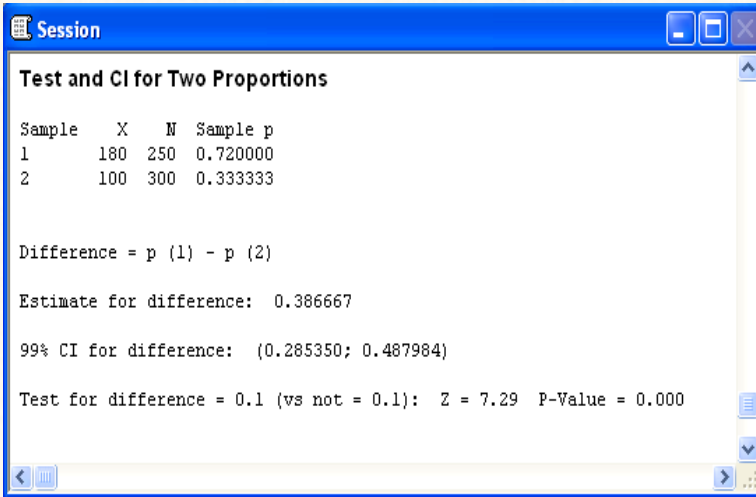 Session
Test and CI for Two Proportions
Sample X N Sample p
1 180 250 0.720000
2 100 300 0.333333
Difference = p (1) - p (2)
Estimate for difference: 0.386667
99% CI for difference: (0.285350; 0.487984)
Test for difference = 0.1 (vs not = 0.1): Z = 7.29 P-Value = 0.000